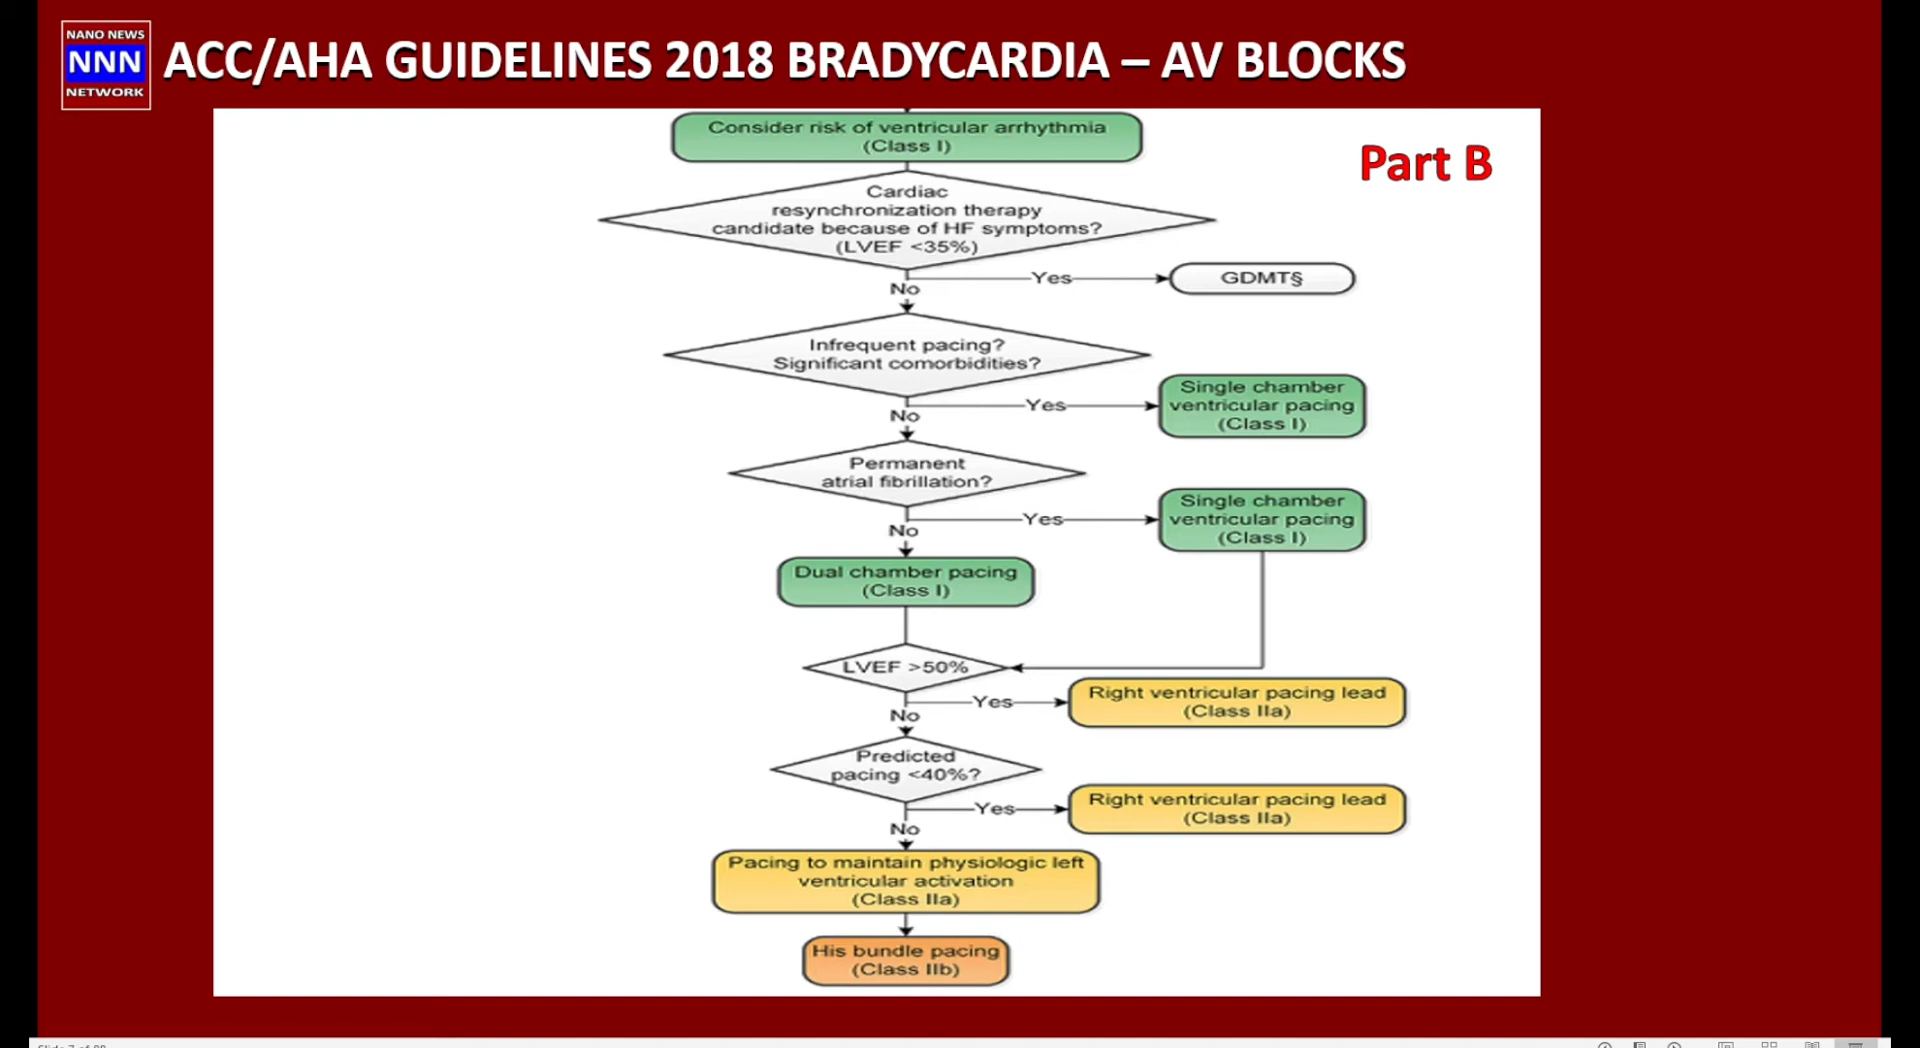 NANO NEWS
NNN
NETWORK
ACC/AHA GUIDELINES 2018 BRADYCARDIA – AV BLOCKS
Part B
Consider risk of ventricular arrhythmia
(Class I)
Cardiac
resynchronization therapy
candidate because of HF symptoms?
(LVEF <35%)
Yes
GDMT§
No
Infrequent pacing?
Significant comorbidities?
Yes
Single chamber
ventricular pacing
(Class I)
No
Permanent
atrial fibrillation?
Yes
Single chamber
ventricular pacing
(Class I)
No
Dual chamber pacing
(Class I)
LVEF >50%
Yes
Right ventricular pacing lead
(Class IIa)
No
Predicted
pacing <40%?
Yes
Right ventricular pacing lead
(Class IIa)
No
Pacing to maintain physiologic left
ventricular activation
(Class IIa)
His bundle pacing
(Class IIb)